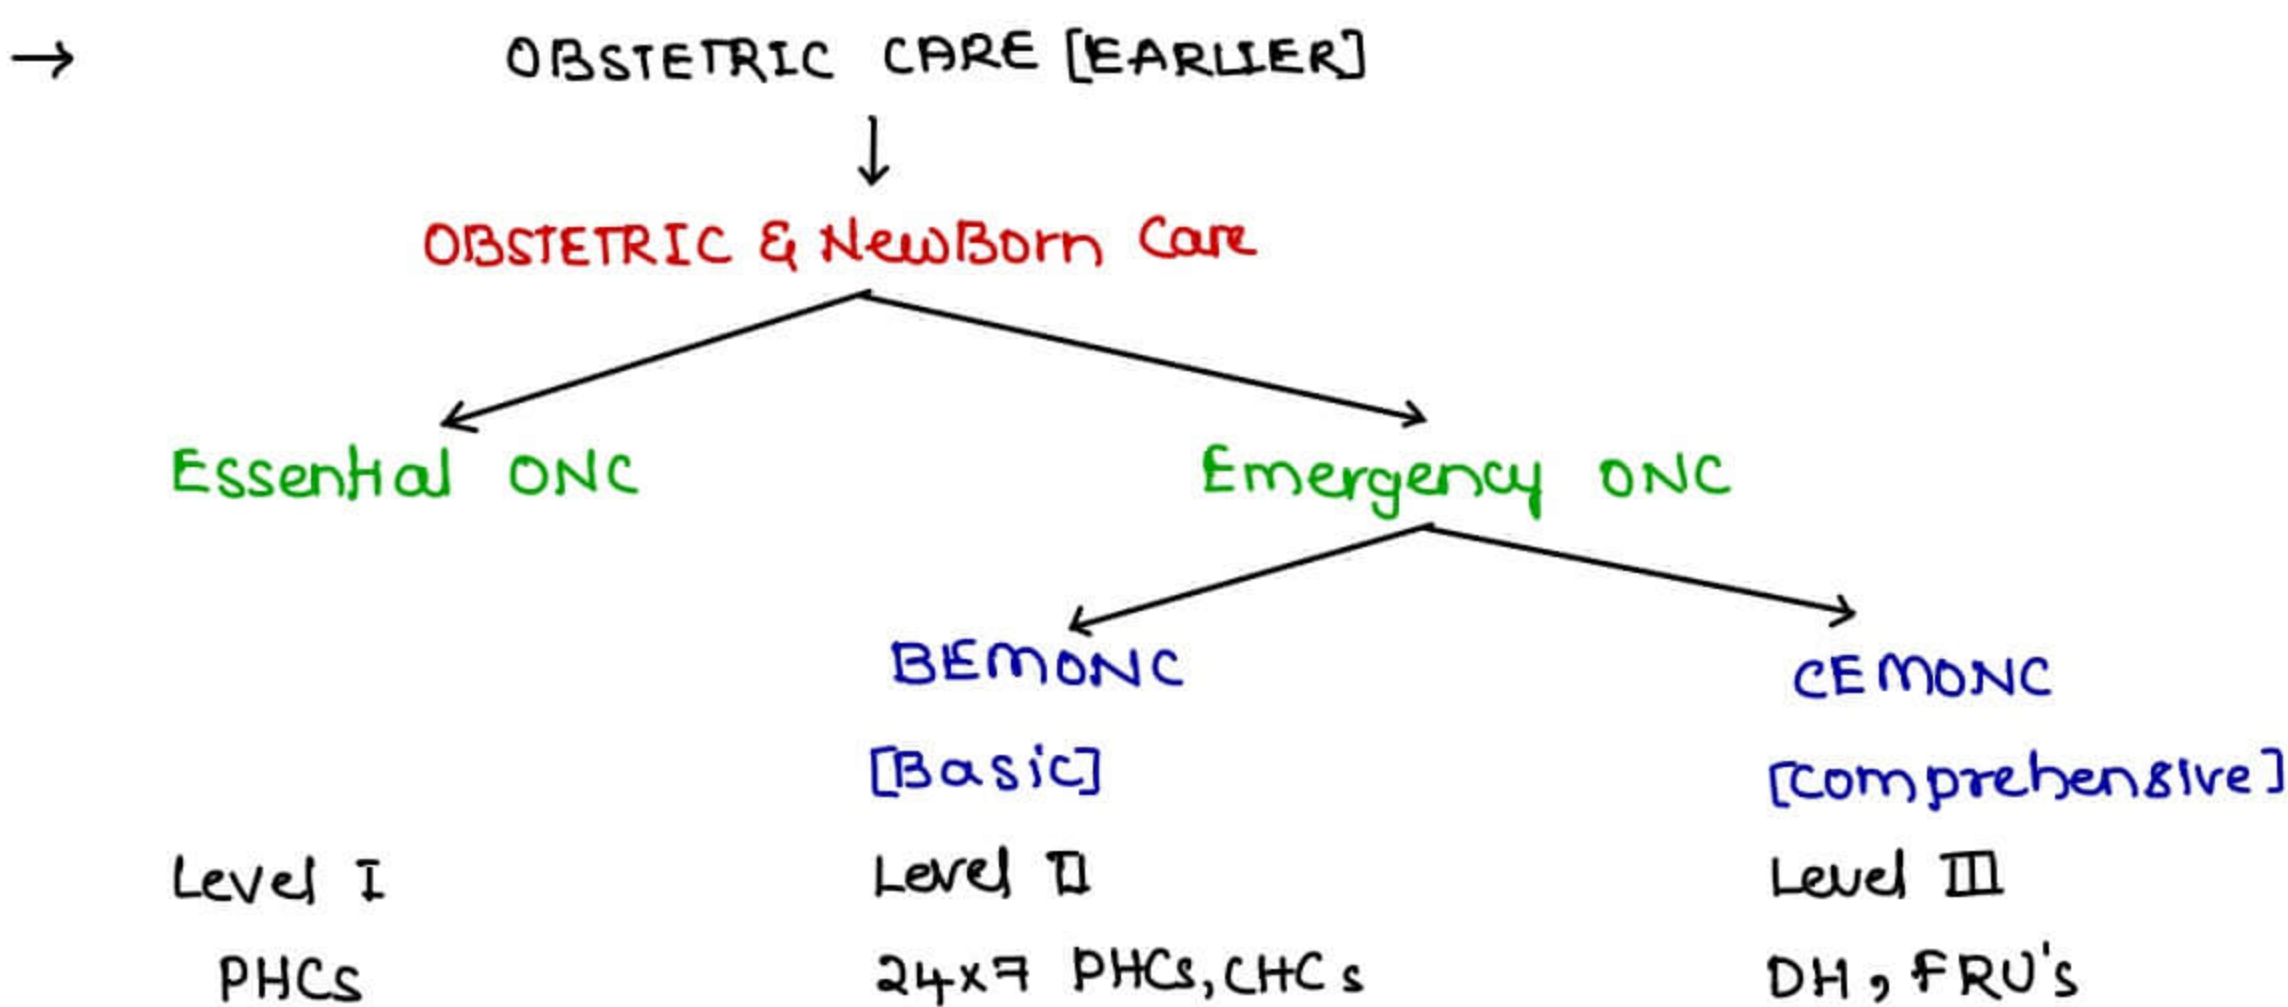 → OBSTETRIC CARE [EARLIER]
OBSTETRIC & NewBorn Care
Essential ONC
Emergency ONC
BEMONC
CEMONC
[Basic]
[Comprehensive]
Level I
Level II
Level III
PHCs
24x7 PHCs, CHCs
DH, FRU's